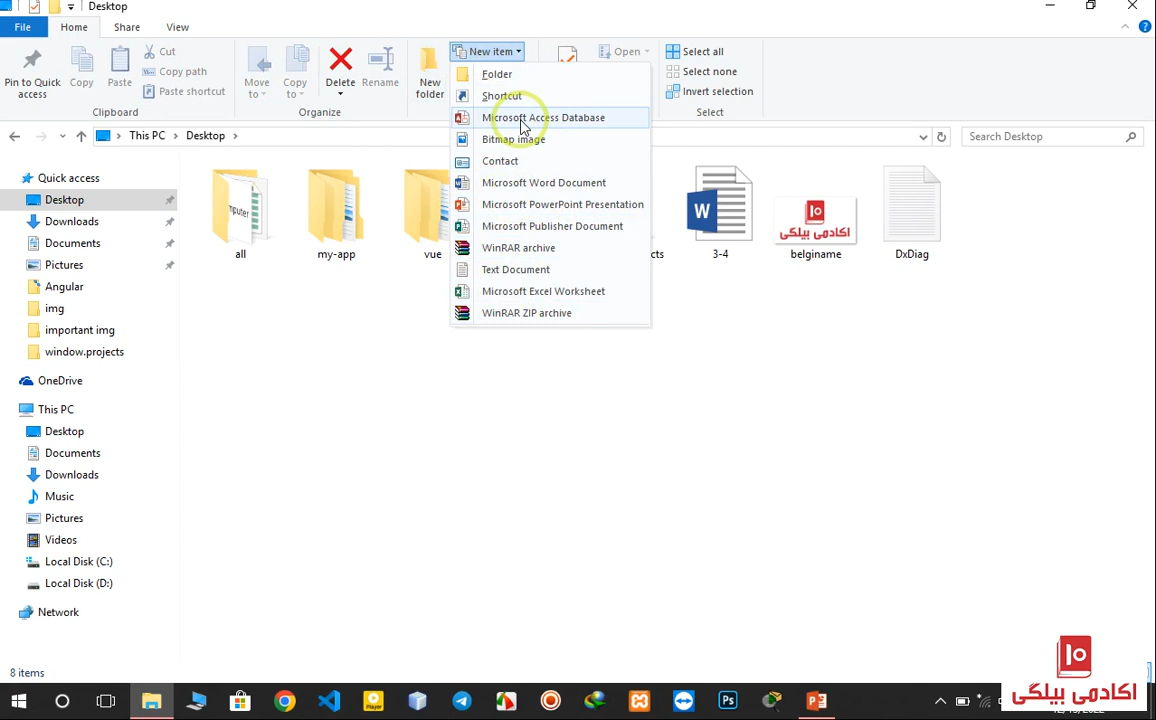 Desktop
File
Home
Share
View
Pin to Quick access
Copy
Paste
Cut
Copy path
Paste shortcut
Clipboard
Move to
Copy to
Delete
Rename
Organize
New folder
New item
Open
Select all
Select none
Invert selection
Select
Folder
Shortcut
Microsoft Access Database
Bitmap image
Contact
Microsoft Word Document
Microsoft PowerPoint Presentation
Microsoft Publisher Document
WinRAR archive
Text Document
Microsoft Excel Worksheet
WinRAR ZIP archive
This PC
Desktop
Search Desktop
Quick access
Desktop
Downloads
Documents
Pictures
Angular
img
important img
window.projects
OneDrive
This PC
Desktop
Documents
Downloads
Music
Pictures
Videos
Local Disk (C:)
Local Disk (D:)
Network
all
my-app
vue
3-4
اکادمی بیلگی
belginame
DxDiag
8 items
Ps
اکادمی بیلگی